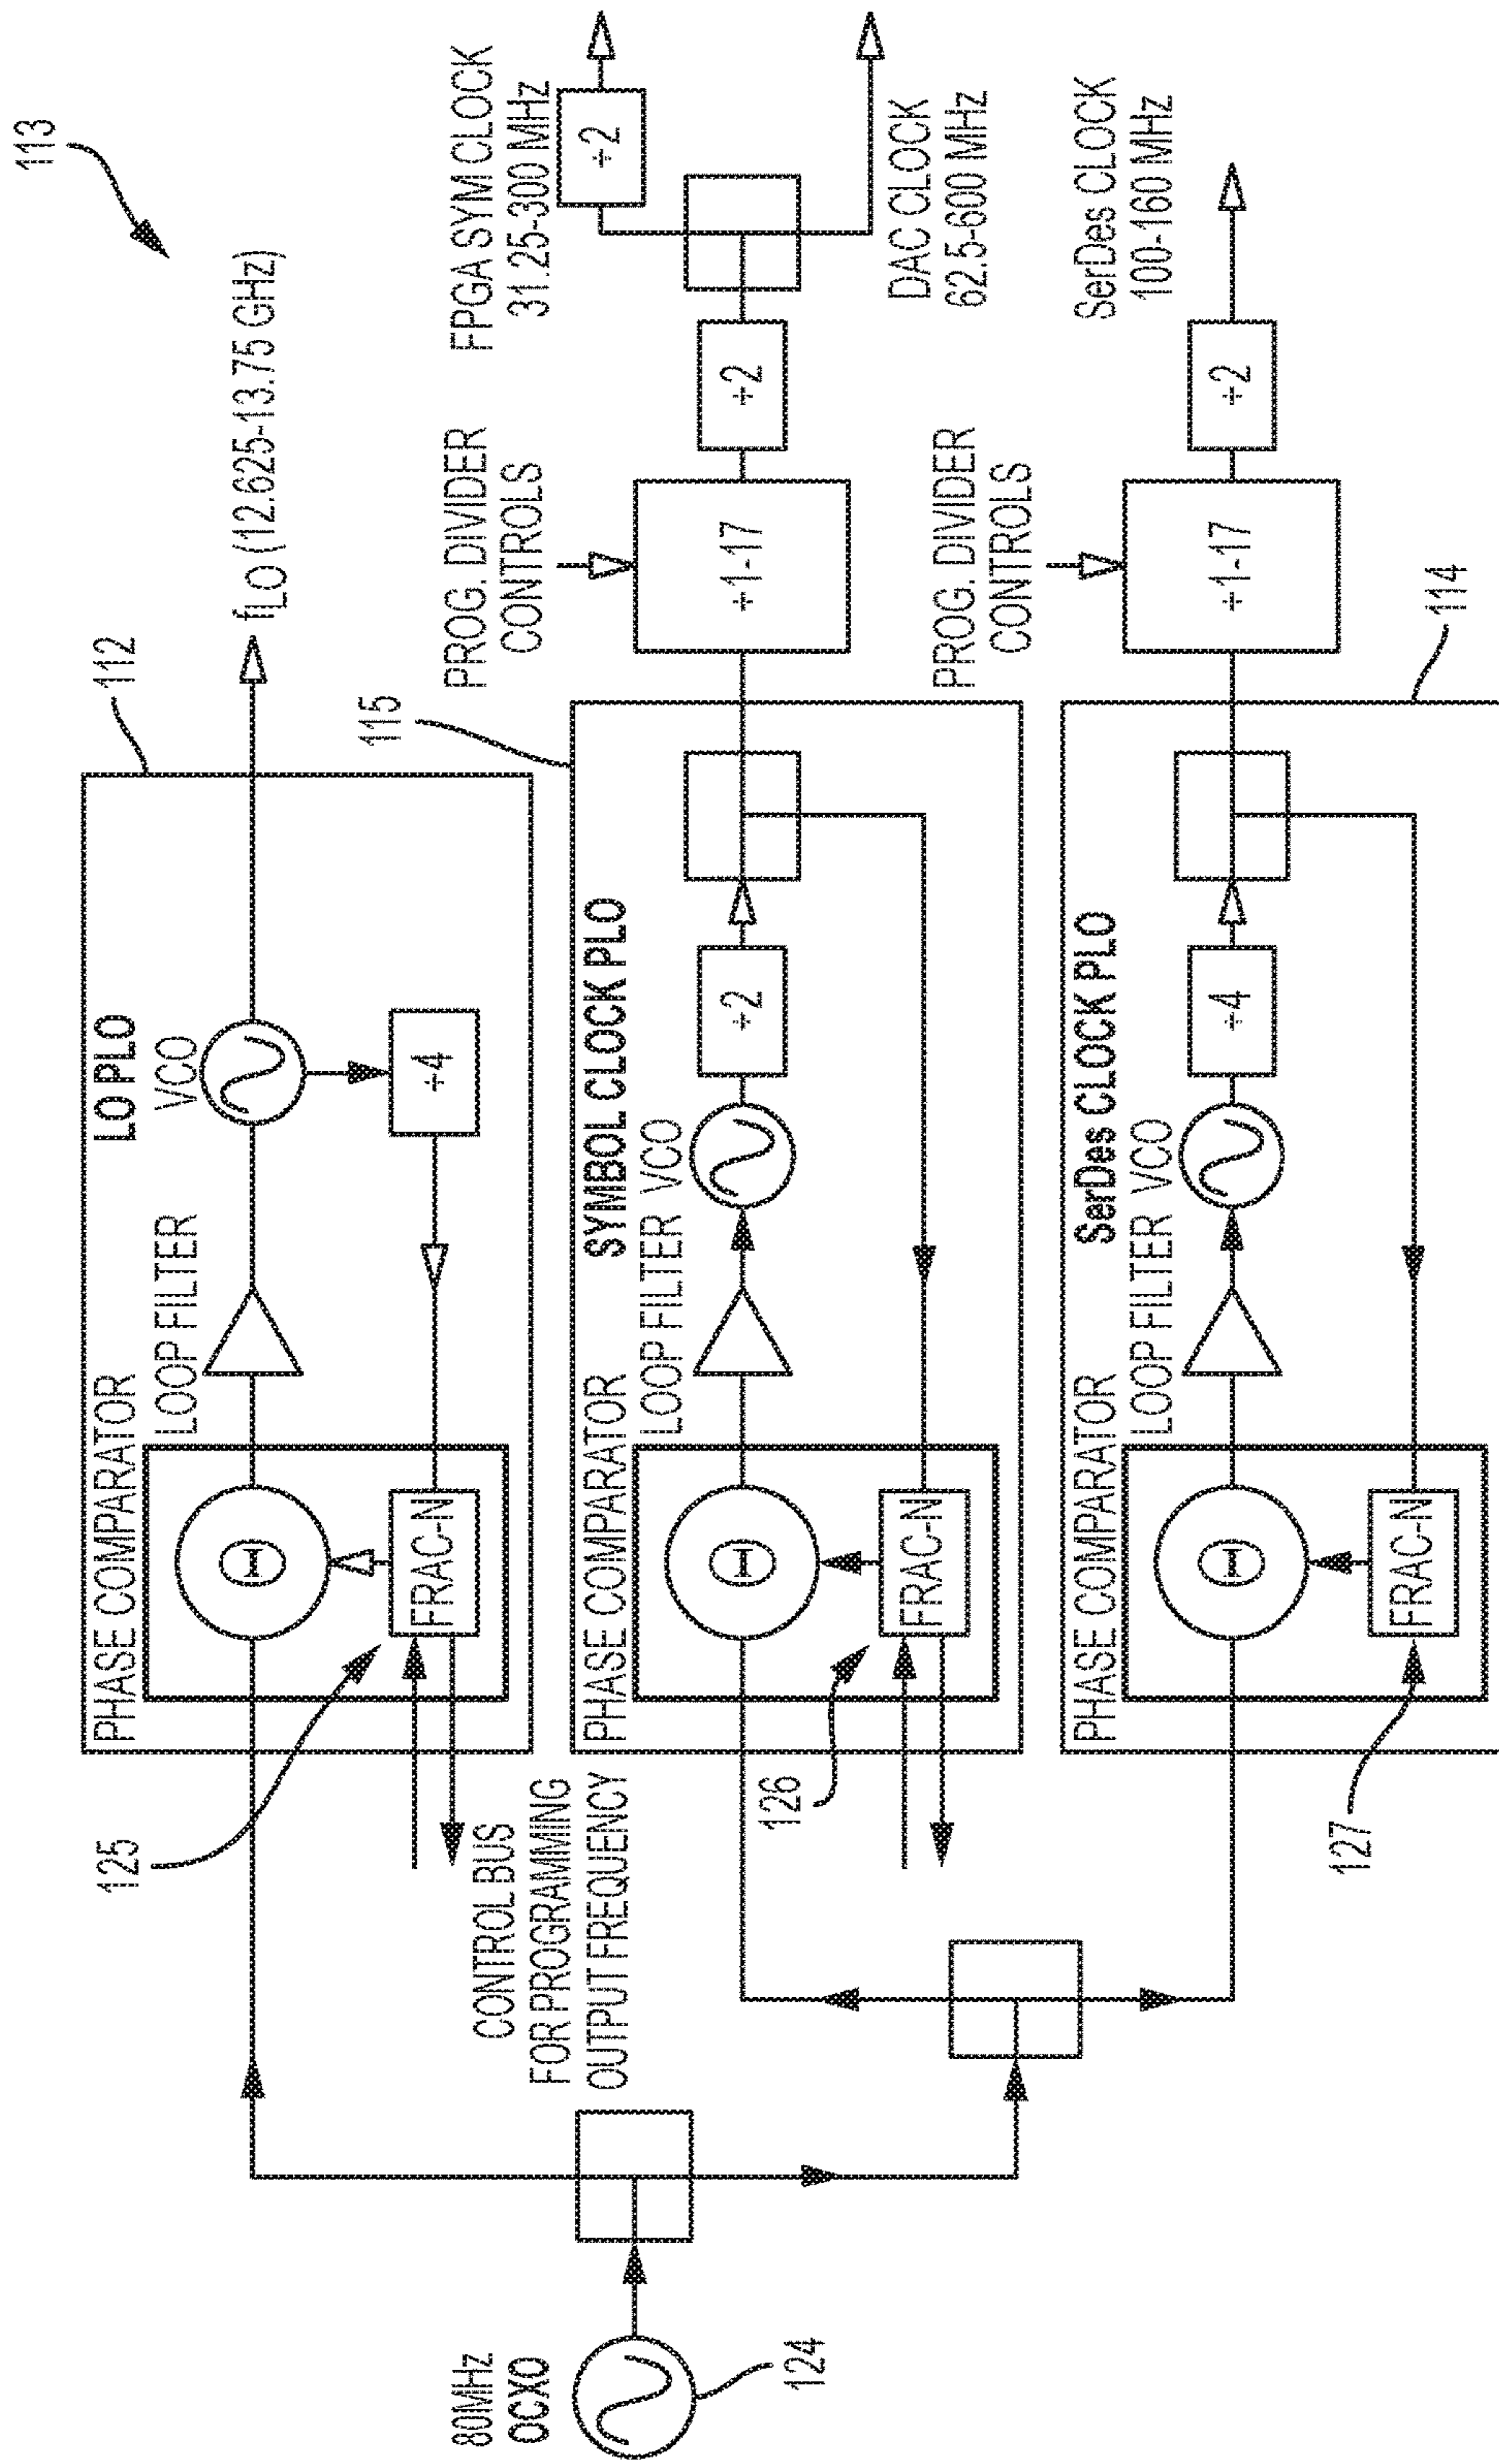 113
80MHz
OCXO
124
CONTROL BUS
FOR PROGRAMMING
OUTPUT FREQUENCY
112
LO PLO
PHASE COMPARATOR
LOOP FILTER
VCO
Θ
FRAC-N
÷4
125
fLO (12.625-13.75 GHz)
115
SYMBOL CLOCK PLO
PHASE COMPARATOR
LOOP FILTER
VCO
Θ
FRAC-N
÷2
126
PROG. DIVIDER
CONTROLS
÷1-17
÷2
FPGA SYM CLOCK
31.25-300 MHz
÷2
DAC CLOCK
62.5-600 MHz
114
SerDes CLOCK PLO
PHASE COMPARATOR
LOOP FILTER
VCO
Θ
FRAC-N
÷4
127
PROG. DIVIDER
CONTROLS
÷1-17
÷2
SerDes CLOCK
100-160 MHz